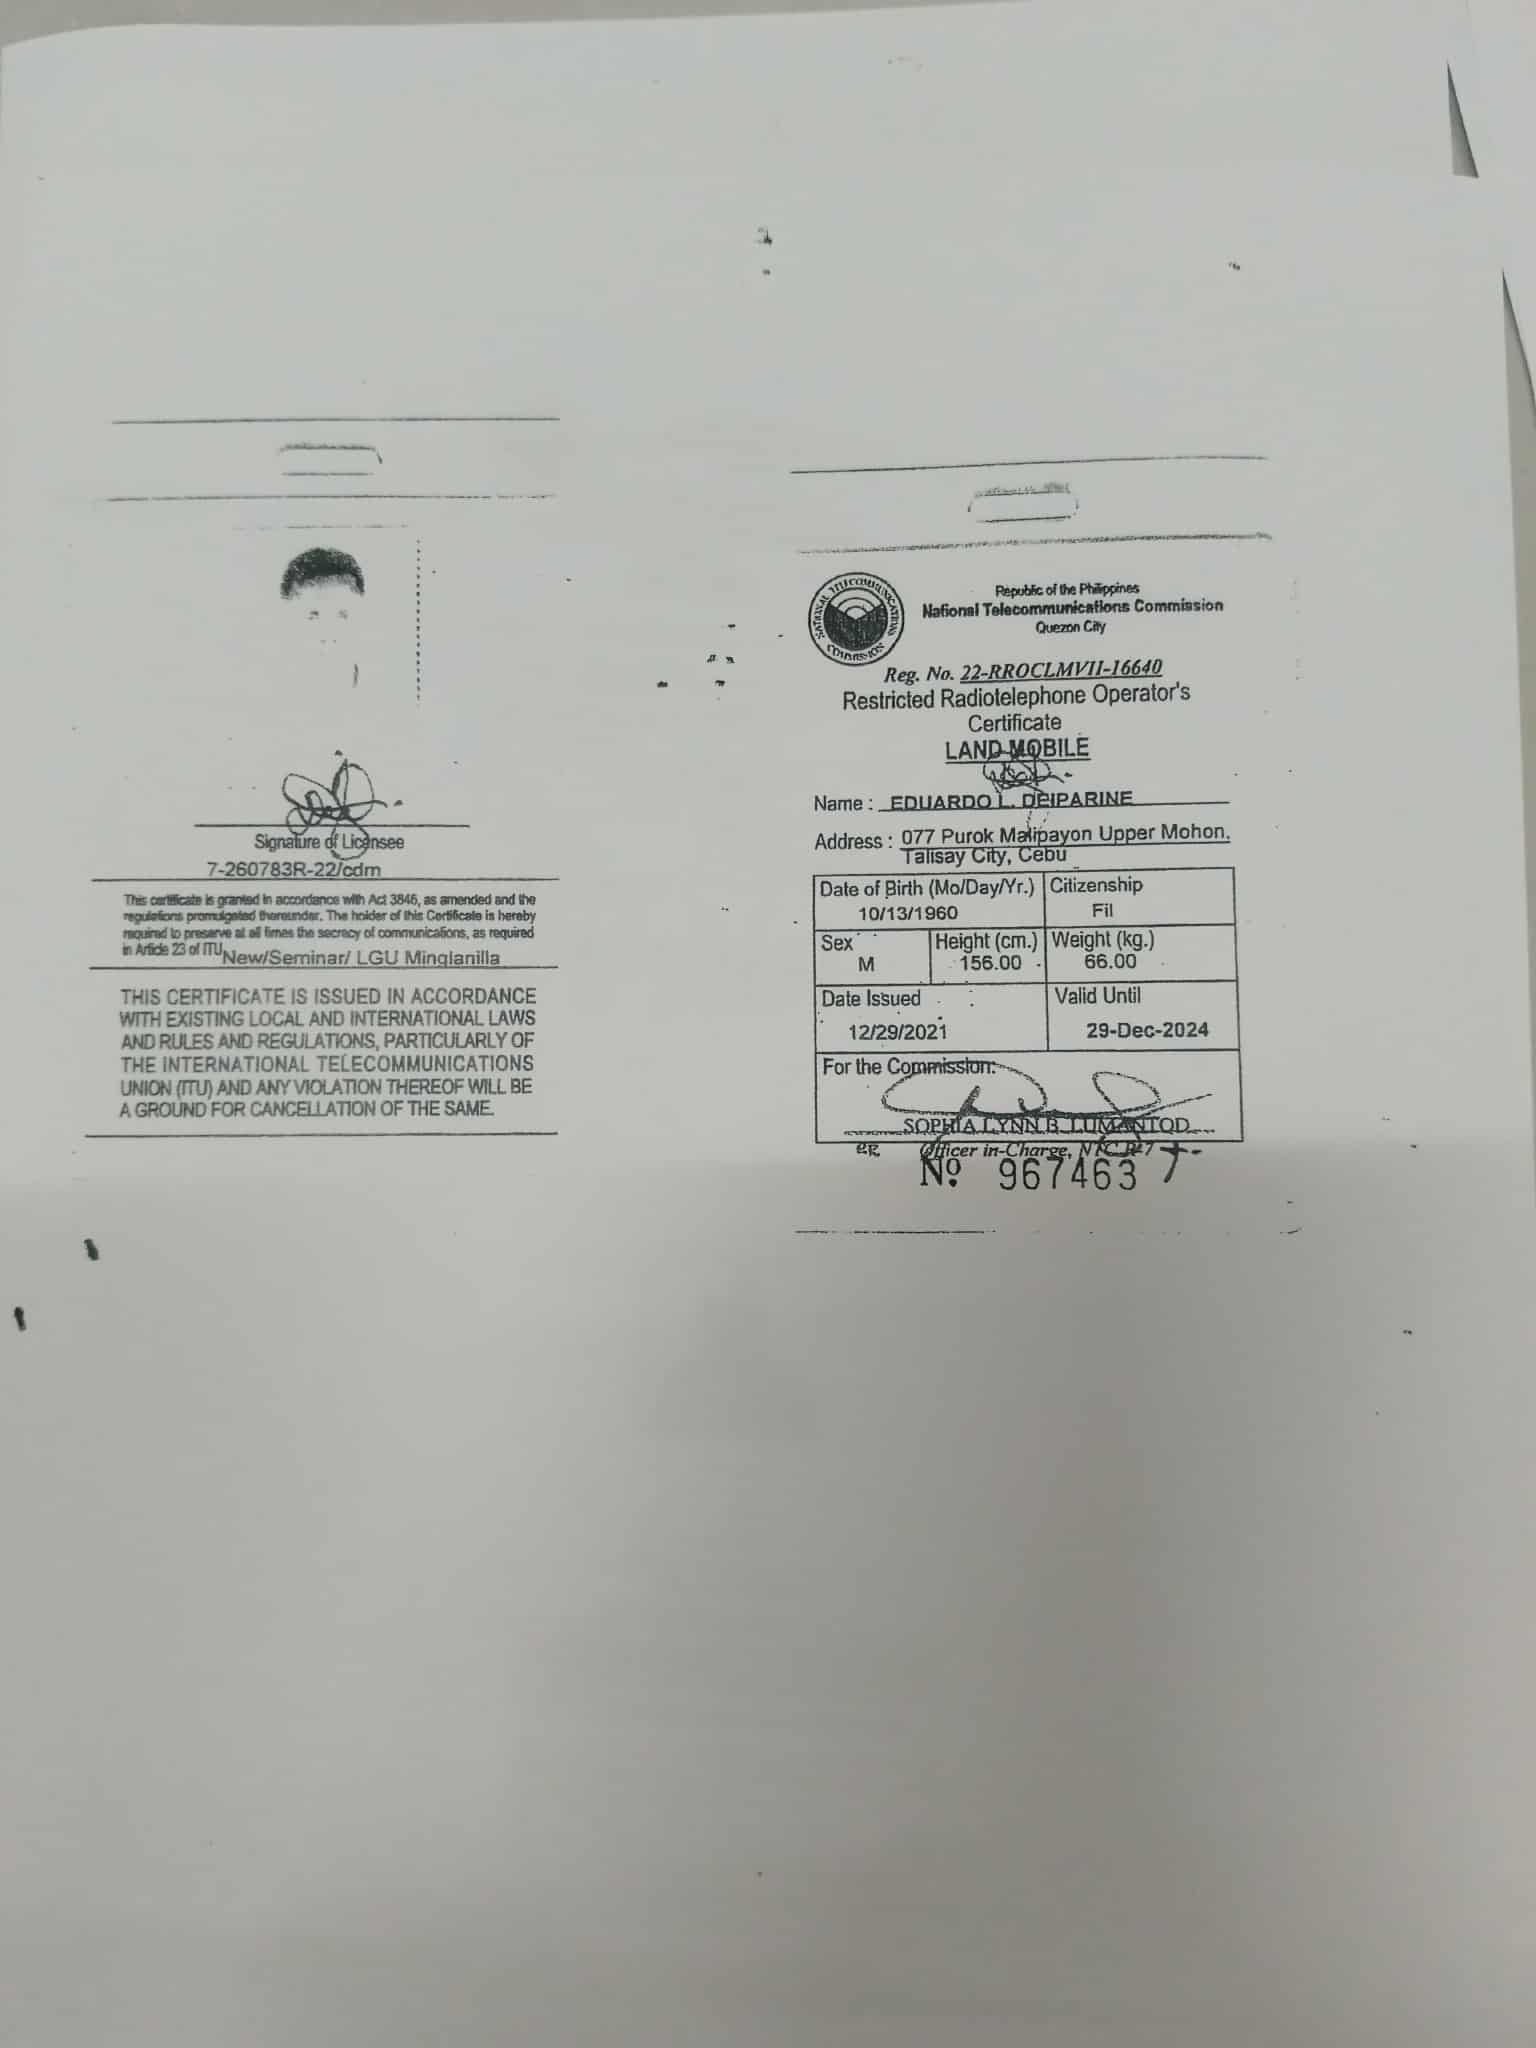 Signature of Licensee
7-260783R-22/cdm
This certificate is granted in accordance with Act 3846, as amended and the
regulations promulgated thereunder. The holder of this Certificate is hereby
required to preserve at all times the secrecy of communications, as required
in Article 23 of ITU New/Seminar/ LGU Minglanilla
THIS CERTIFICATE IS ISSUED IN ACCORDANCE
WITH EXISTING LOCAL AND INTERNATIONAL LAWS
AND RULES AND REGULATIONS, PARTICULARLY OF
THE INTERNATIONAL TELECOMMUNICATIONS
UNION (ITU) AND ANY VIOLATION THEREOF WILL BE
A GROUND FOR CANCELLATION OF THE SAME.
NATIONAL TELECOMMUNICATIONS COMMISSION
Republic of the Philippines
National Telecommunications Commission
Quezon City
Reg. No. 22-RROCLMVII-16640
Restricted Radiotelephone Operator's
Certificate
LAND MOBILE
Name : EDUARDO L. DEIPARINE
Address : 077 Purok Malipayon Upper Mohon,
Talisay City, Cebu
Date of Birth (Mo/Day/Yr.) Citizenship
10/13/1960 Fil
Sex Height (cm.) Weight (kg.)
M 156.00 66.00
Date Issued Valid Until
12/29/2021 29-Dec-2024
For the Commission:
SOPHIA LYNN B. LUMANTOD
Officer in-Charge, NTC R-7
Nº. 967463